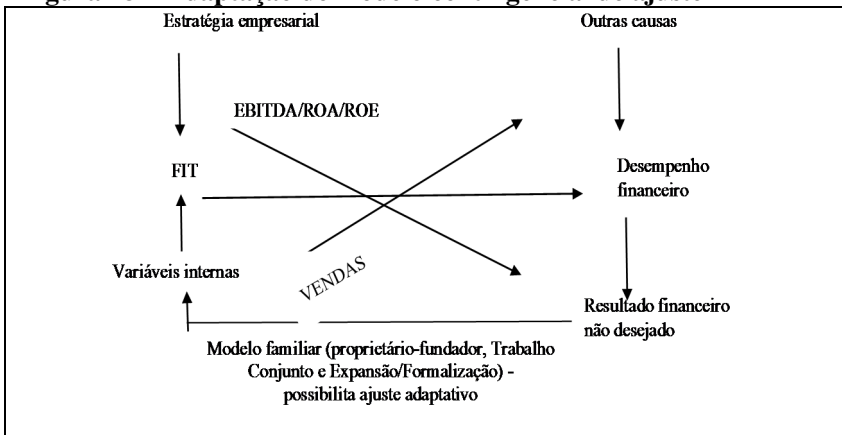 Estratégia empresarial
Outras causas
EBITDA/ROA/ROE
FIT
Desempenho
financeiro
Variáveis internas
VENDAS
Resultado financeiro
não desejado
Modelo familiar (proprietário-fundador, Trabalho
Conjunto e Expansão/Formalização) -
possibilita ajuste adaptativo